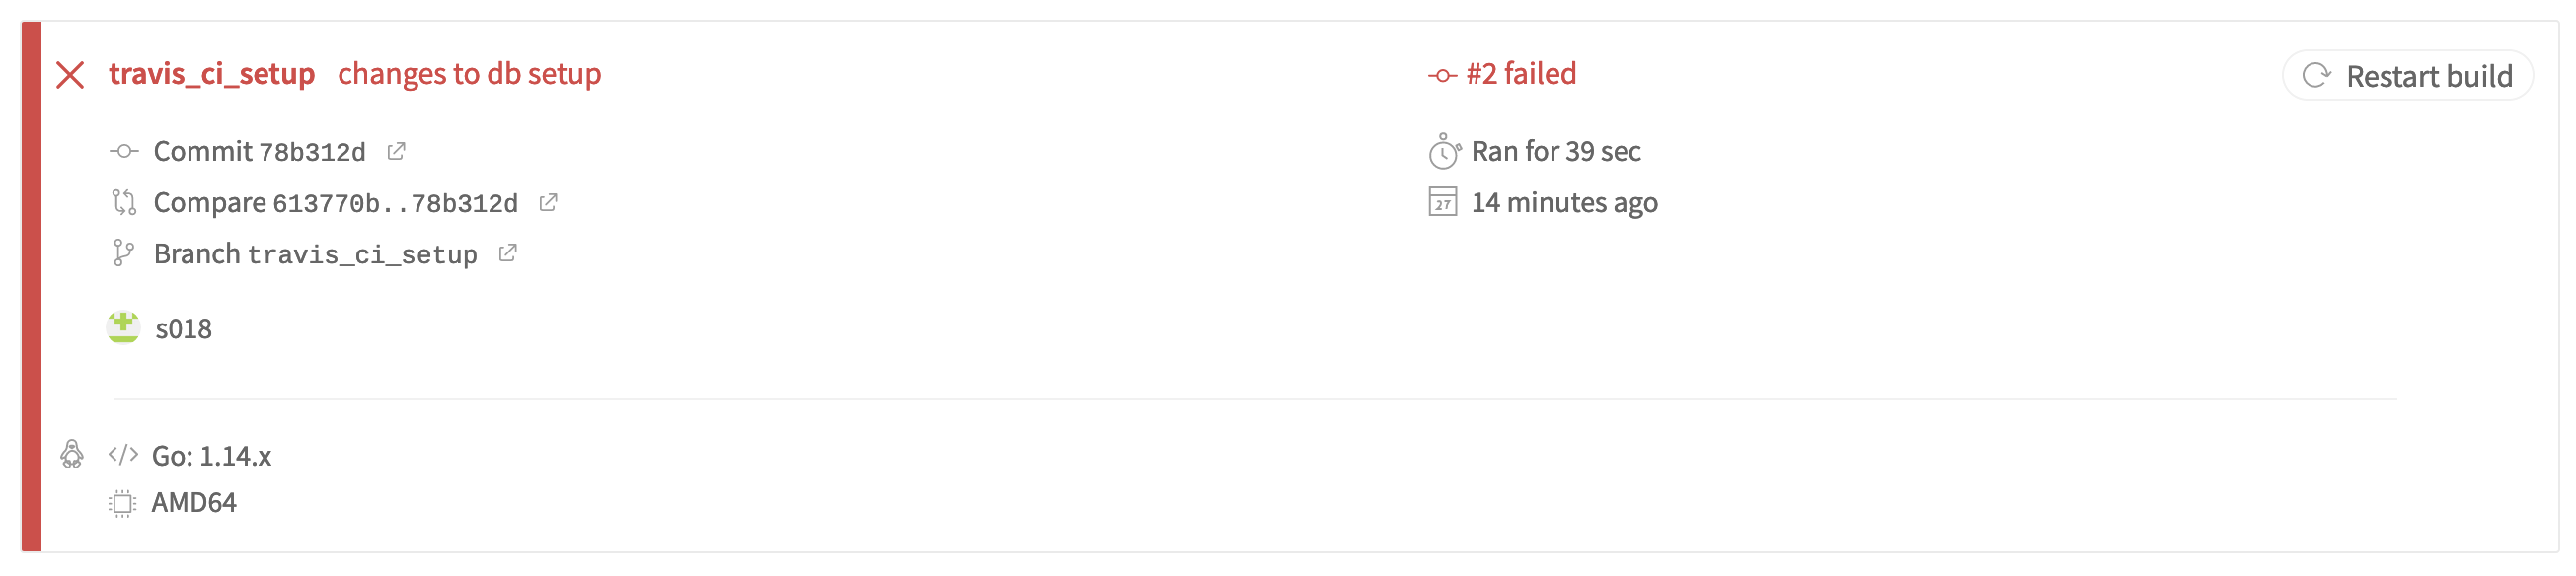 travis_ci_setup changes to db setup
#2 failed
Restart build
Commit 78b312d
Compare 613770b..78b312d
Branch travis_ci_setup
Ran for 39 sec
27
14 minutes ago
s018
</> Go: 1.14.x
AMD64